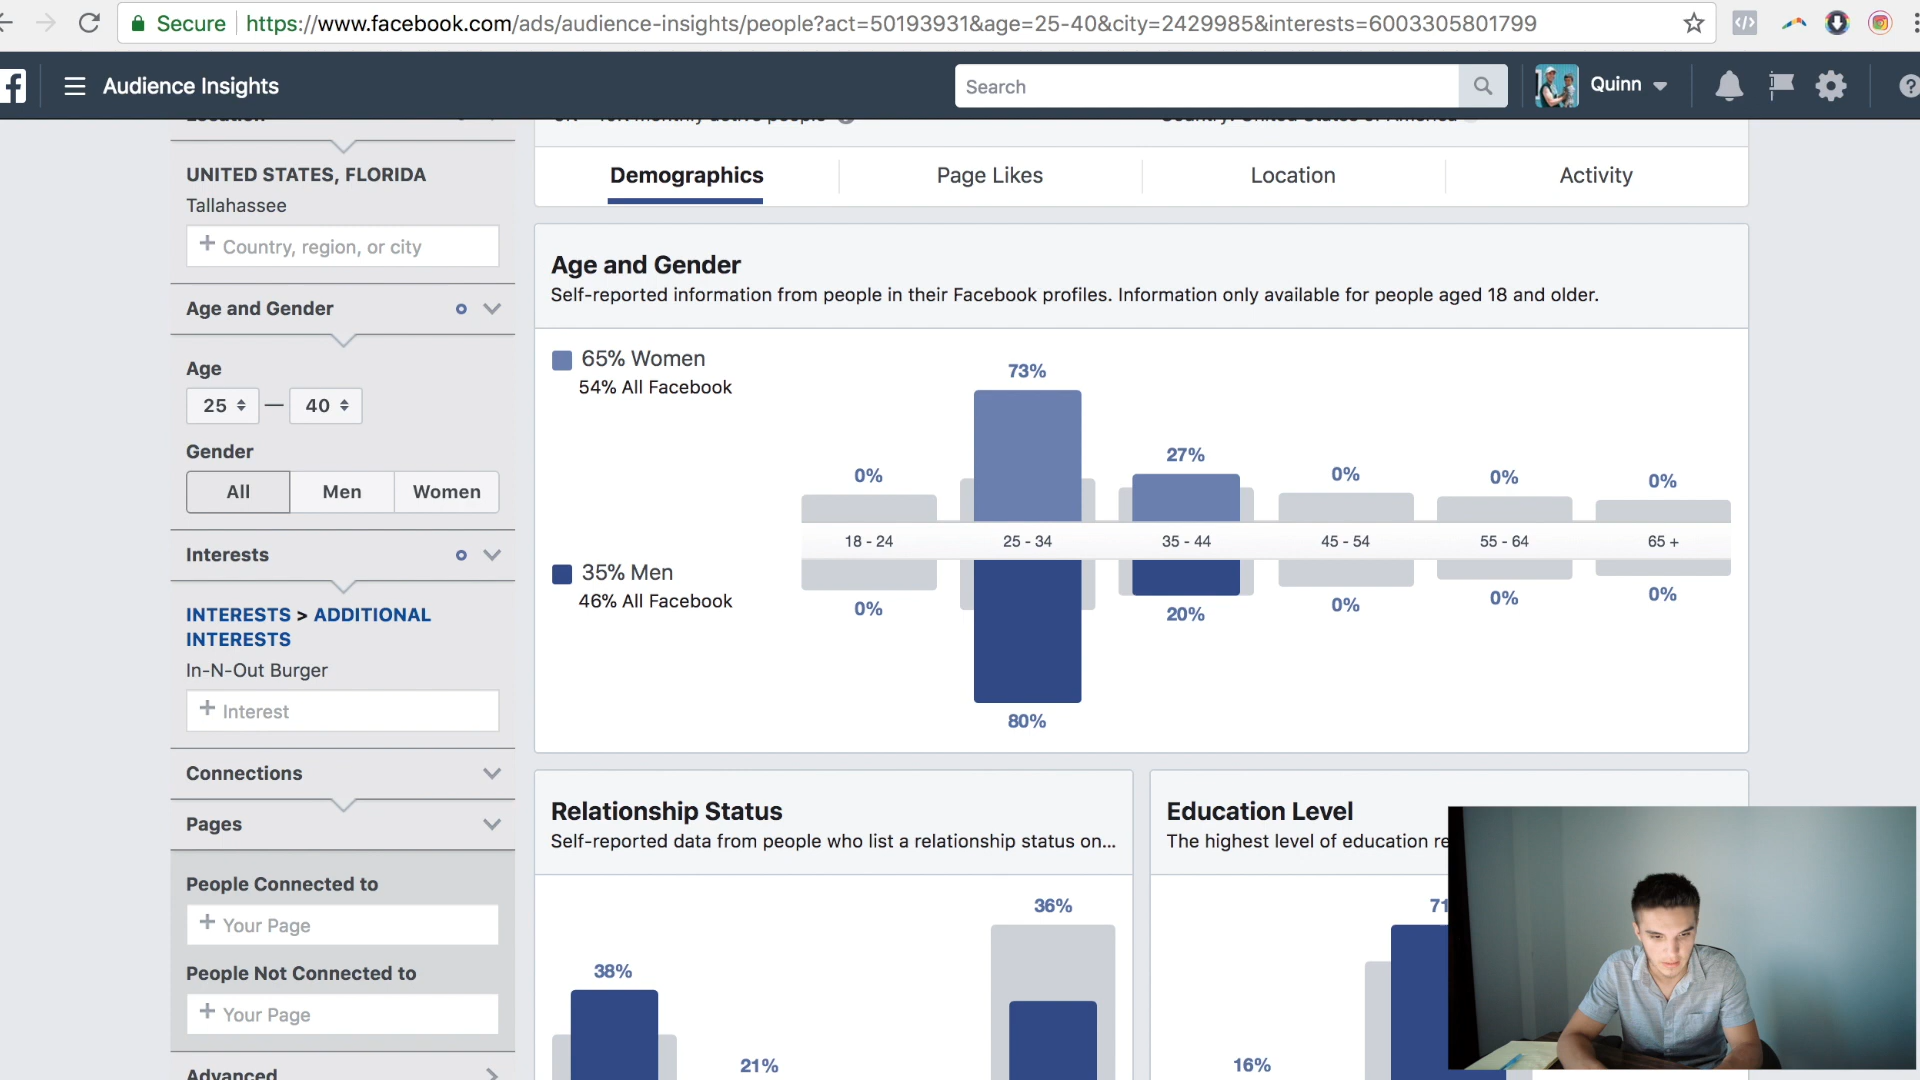 Secure https://www.facebook.com/ads/audience-insights/people?act=50193931&age=25-40&city=2429985&interests=6003305801799
Audience Insights
Search
Quinn
Demographics
Page Likes
Location
Activity
UNITED STATES, FLORIDA
Tallahassee
+ Country, region, or city
Age and Gender
Age
25 — 40
Gender
All
Men
Women
Interests
INTERESTS > ADDITIONAL
INTERESTS
In-N-Out Burger
+ Interest
Connections
Pages
People Connected to
+ Your Page
People Not Connected to
+ Your Page
Advanced
Age and Gender
Self-reported information from people in their Facebook profiles. Information only available for people aged 18 and older.
65% Women
54% All Facebook
0%
73%
27%
0%
0%
0%
18 - 24
25 - 34
35 - 44
45 - 54
55 - 64
65 +
35% Men
46% All Facebook
0%
80%
20%
0%
0%
0%
Relationship Status
Self-reported data from people who list a relationship status on...
38%
21%
36%
Education Level
The highest level of education
16%
71